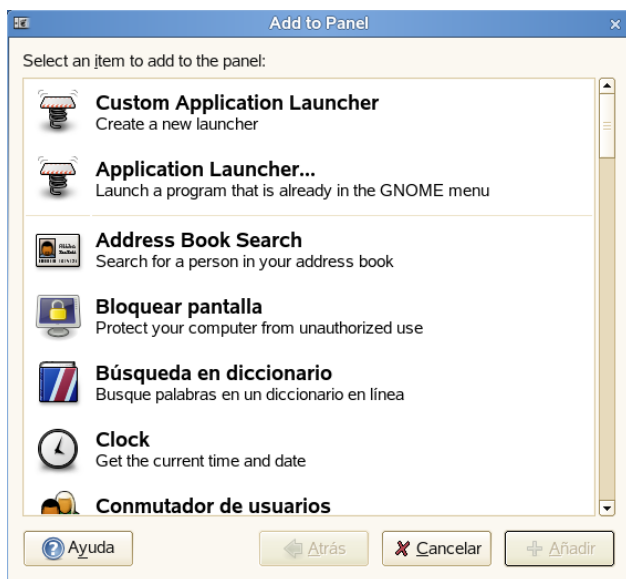 Add to Panel
Select an item to add to the panel:
Custom Application Launcher
Create a new launcher
Application Launcher...
Launch a program that is already in the GNOME menu
Address Book Search
Search for a person in your address book
Bloquear pantalla
Protect your computer from unauthorized use
Búsqueda en diccionario
Busque palabras en un diccionario en línea
Clock
Get the current time and date
Conmutador de usuarios
Ayuda Atrás Cancelar Añadir